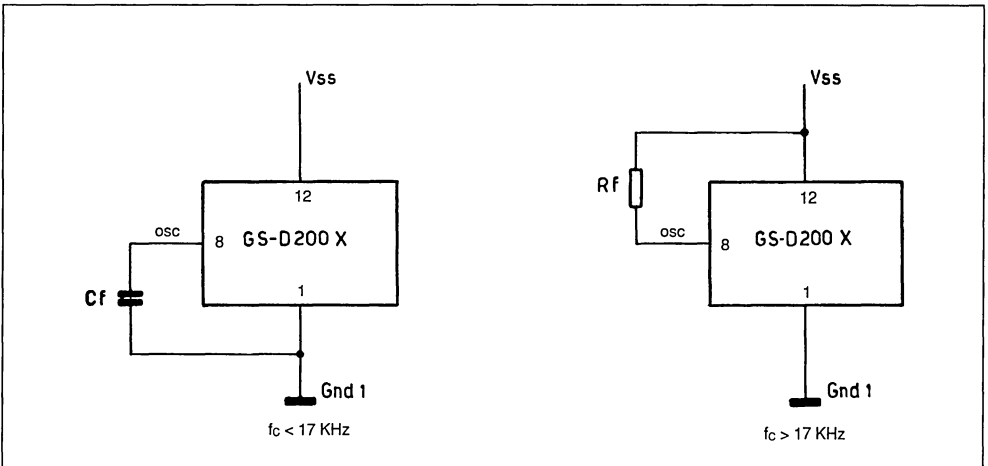 Vss
12
osc
8
GS-D200 X
1
Cf
Gnd 1
fc < 17 KHz
Vss
Rf
12
osc
8
GS-D200 X
1
Gnd 1
fc > 17 KHz